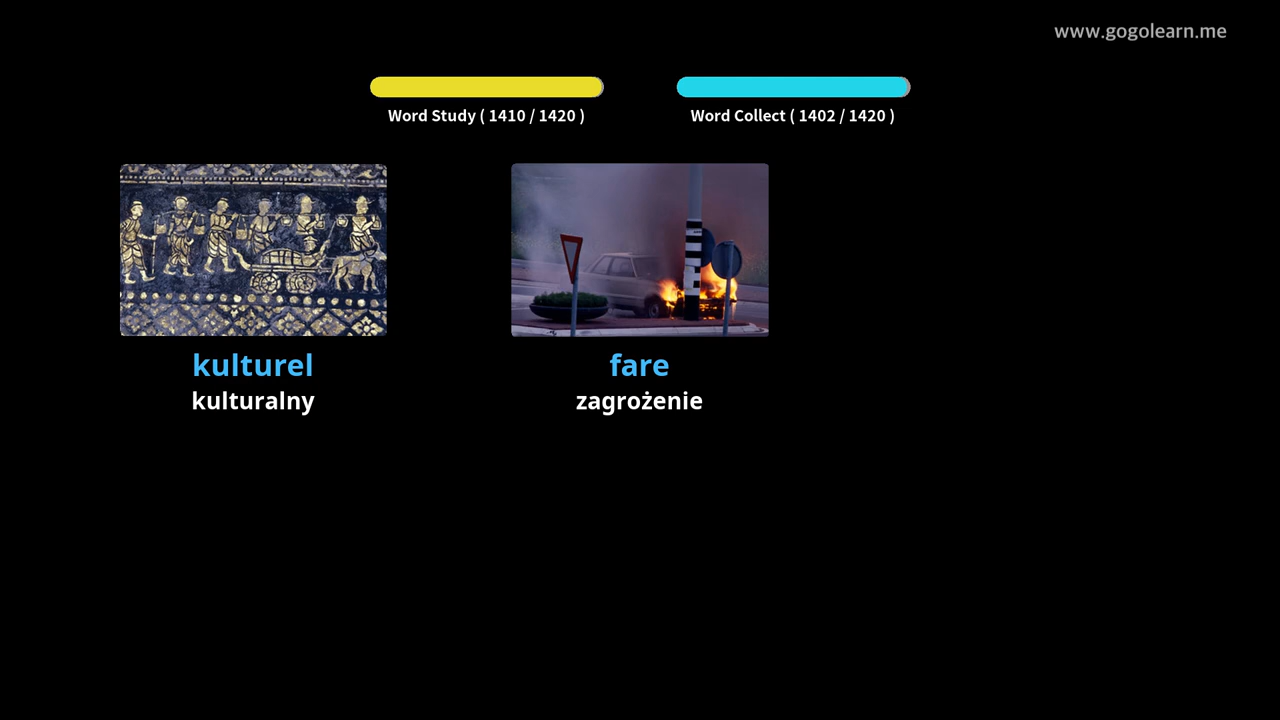 www.gogolearn.me
Word Study ( 1410 / 1420 )
Word Collect ( 1402 / 1420 )
kulturel
kulturalny
fare
zagrożenie